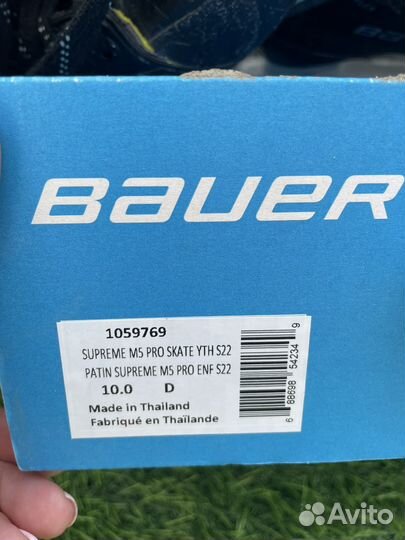 BAUER
BAUER
1059769
SUPREME M5 PRO SKATE YTH S22
PATIN SUPREME M5 PRO ENF S22
10.0 D
Made in Thailand
Fabriqué en Thaïlande
6 88698 54234 9
Avito